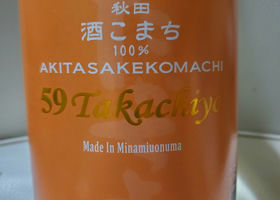 秋田
酒こまち
100%
AKITASAKEKOMACHI
59 Takachiyo
Made In Minamiuonuma